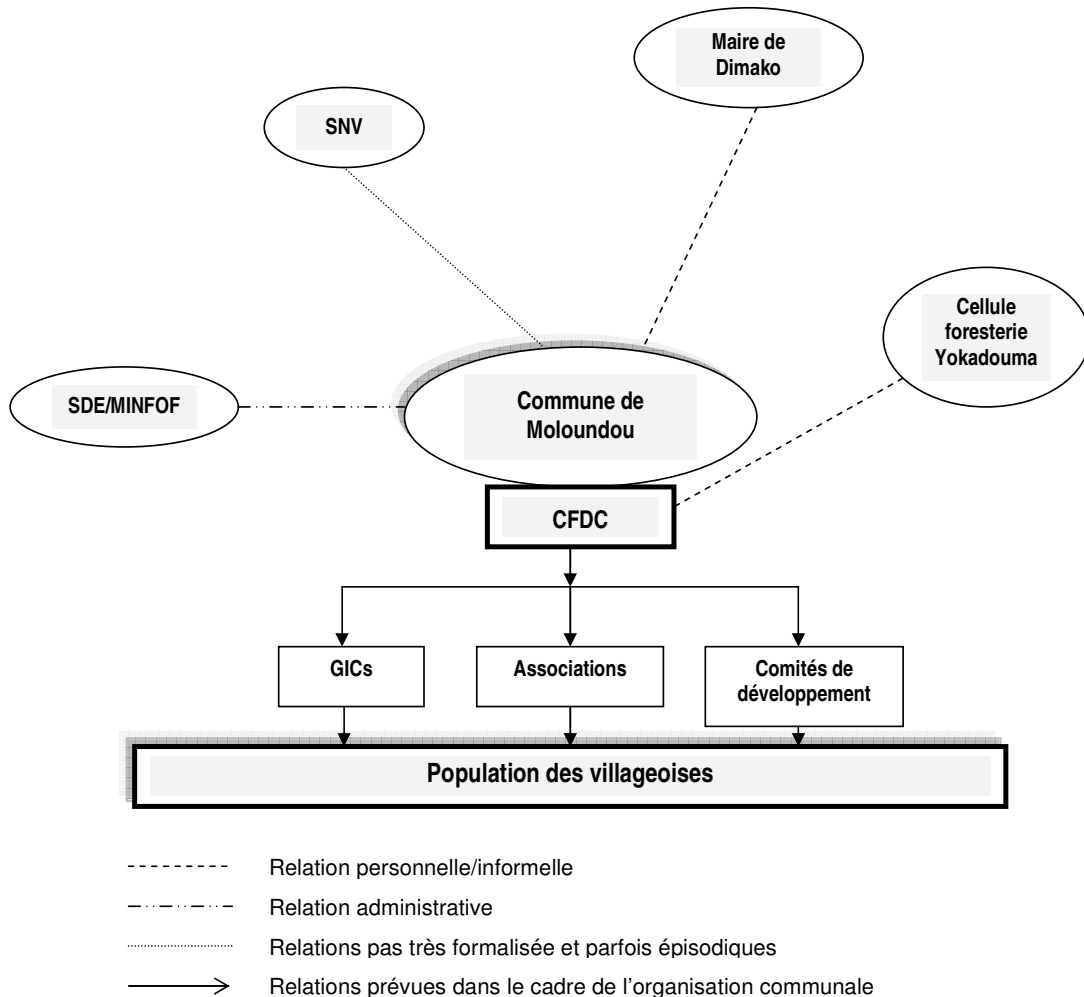 Maire de
Dimako
SNV
Cellule
foresterie
Yokadouma
SDE/MINFOF
Commune de
Moloundou
CFDC
GICs
Associations
Comités de
développement
Population des villageoises
Relation personnelle/informelle
Relation administrative
Relations pas très formalisée et parfois épisodiques
Relations prévues dans le cadre de l'organisation communale